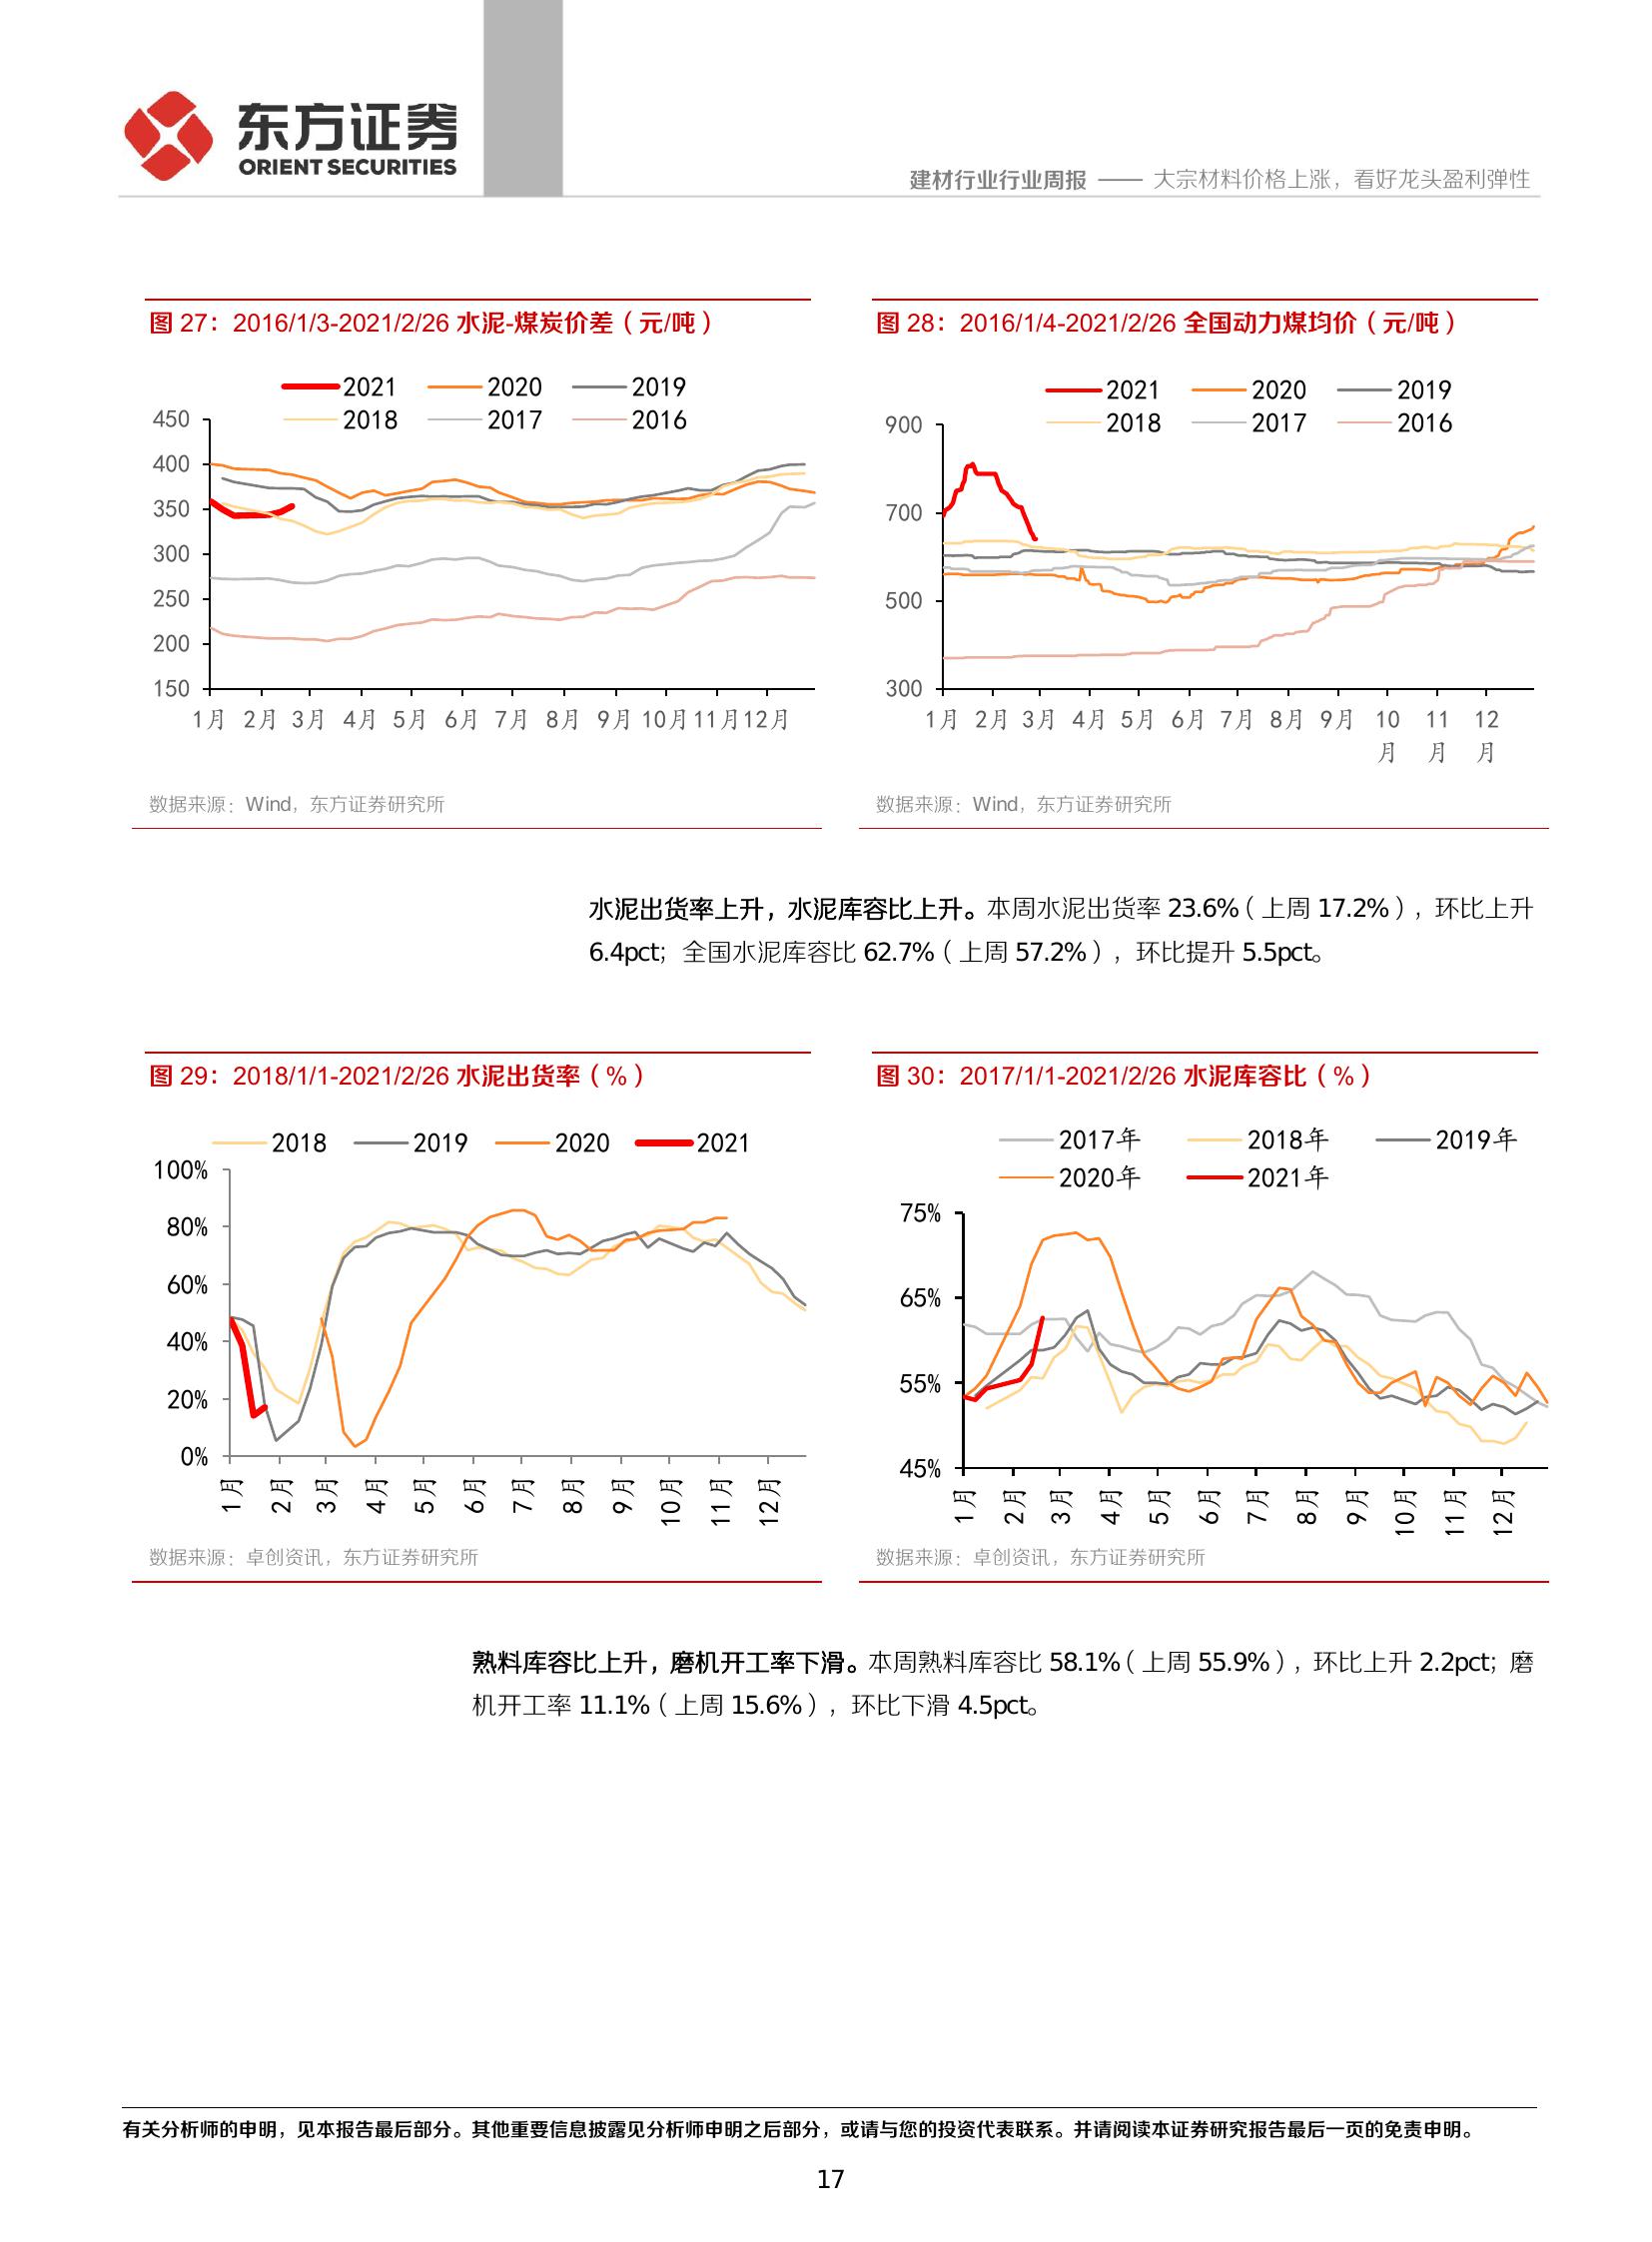 东方证券
ORIENT SECURITIES
建材行业行业周报 —— 大宗材料价格上涨，看好龙头盈利弹性
图 27：2016/1/3-2021/2/26 水泥-煤炭价差（元/吨）
2021 2020 2019
2018 2017 2016
450
400
350
300
250
200
150
1月 2月 3月 4月 5月 6月 7月 8月 9月 10月 11月 12月
数据来源：Wind，东方证券研究所
图 28：2016/1/4-2021/2/26 全国动力煤均价（元/吨）
2021 2020 2019
2018 2017 2016
900
700
500
300
1月 2月 3月 4月 5月 6月 7月 8月 9月 10月 11月 12月
数据来源：Wind，东方证券研究所
水泥出货率上升，水泥库容比上升。本周水泥出货率 23.6%（上周 17.2%），环比上升
6.4pct；全国水泥库容比 62.7%（上周 57.2%），环比提升 5.5pct。
图 29：2018/1/1-2021/2/26 水泥出货率（%）
2018 2019 2020 2021
100%
80%
60%
40%
20%
0%
1月 2月 3月 4月 5月 6月 7月 8月 9月 10月 11月 12月
数据来源：卓创资讯，东方证券研究所
图 30：2017/1/1-2021/2/26 水泥库容比（%）
2017年 2018年 2019年
2020年 2021年
75%
65%
55%
45%
1月 2月 3月 4月 5月 6月 7月 8月 9月 10月 11月 12月
数据来源：卓创资讯，东方证券研究所
熟料库容比上升，磨机开工率下滑。本周熟料库容比 58.1%（上周 55.9%），环比上升 2.2pct；磨
机开工率 11.1%（上周 15.6%），环比下滑 4.5pct。
有关分析师的申明，见本报告最后部分。其他重要信息披露见分析师申明之后部分，或请与您的投资代表联系。并请阅读本证券研究报告最后一页的免责申明。
17